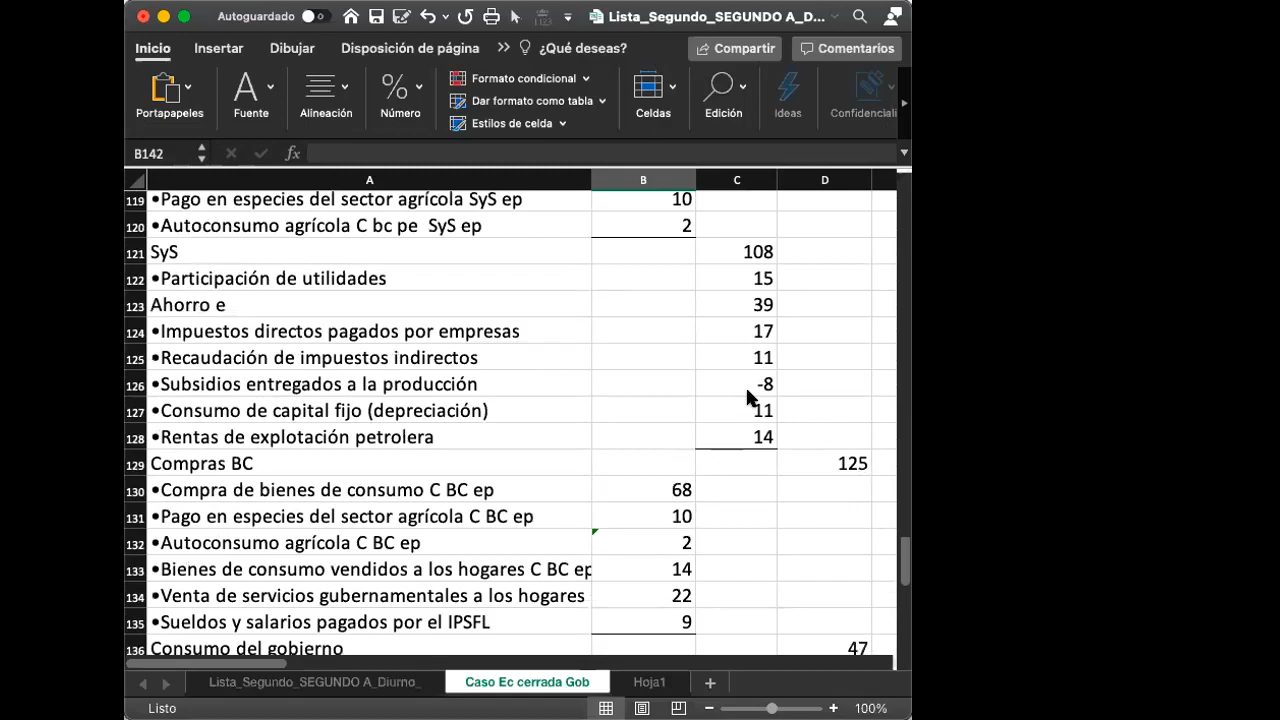 Autoguardado
Lista_Segundo_SEGUNDO A_D...
Inicio Insertar Dibujar Disposición de página >> ¿Qué deseas? Compartir Comentarios
Portapapeles Fuente Alineación % Número Formato condicional Dar formato como tabla Estilos de celda Celdas Edición Ideas Confidenciali
B142 fx
A B C D
119 •Pago en especies del sector agrícola SyS ep 10
120 •Autoconsumo agrícola C bc pe SyS ep 2
121 SyS 108
122 •Participación de utilidades 15
123 Ahorro e 39
124 •Impuestos directos pagados por empresas 17
125 •Recaudación de impuestos indirectos 11
126 •Subsidios entregados a la producción -8
127 •Consumo de capital fijo (depreciación) 11
128 •Rentas de explotación petrolera 14
129 Compras BC 125
130 •Compra de bienes de consumo C BC ep 68
131 •Pago en especies del sector agrícola C BC ep 10
132 •Autoconsumo agrícola C BC ep 2
133 •Bienes de consumo vendidos a los hogares C BC ep 14
134 •Venta de servicios gubernamentales a los hogares 22
135 •Sueldos y salarios pagados por el IPSFL 9
136 Consumo del gobierno 47
Lista_Segundo_SEGUNDO A_Diurno_ Caso Ec cerrada Gob Hoja1 +
Listo − + 100%